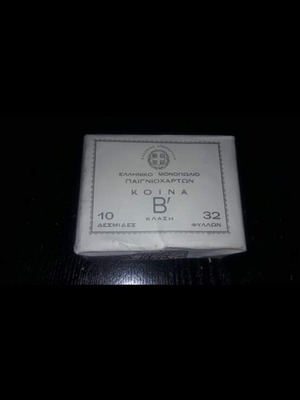 ΕΛΛΗΝΙΚΟ ΜΟΝΟΠΩΛΙΟ
ΠΑΙΓΝΙΟΧΑΡΤΩΝ
ΚΟΙΝΑ
Β'
ΚΛΑΣΗ
10
ΔΕΣΜΙΔΕΣ
32
ΦΥΛΛΩΝ